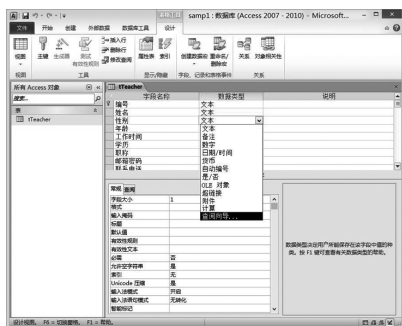 samp1 : 数据库 (Access 2007 - 2010) - Microsoft...
文件 开始 创建 外部数据 数据库工具 设计
视图 主键 生成器 测试有效性规则 插入行 删除行 修改查阅 属性表 索引 创建数据宏 重命名/删除宏 关系 对象相关性
视图 工具 显示/隐藏 字段、记录和表格事件 关系
所有 Access 对象
搜索...
表
tTeacher
tTeacher
字段名称 数据类型 说明
编号 文本
姓名 文本
性别 文本
年龄 文本
工作时间 备注
学历 数字
职称 日期/时间
邮箱密码 货币
联系电话 自动编号
是/否
OLE 对象
超链接
附件
计算
查阅向导...
常规 查阅
字段大小 1
格式
输入掩码
标题
默认值
有效性规则
有效性文本
必需 否
允许空字符串 是
索引 无
Unicode 压缩 是
输入法模式 开启
输入法语句模式 无转化
智能标记
数据类型决定用户所能保存在该字段中值的种类。按 F1 键可查看有关数据类型的帮助。
设计视图。 F6 = 切换窗格。 F1 = 帮助。